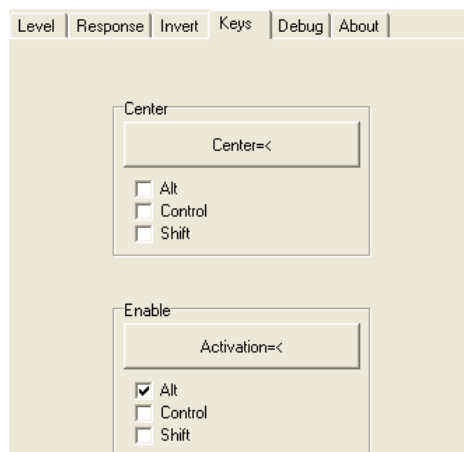 Level Response Invert Keys Debug About
Center
Center=<
Alt
Control
Shift
Enable
Activation=<
Alt
Control
Shift